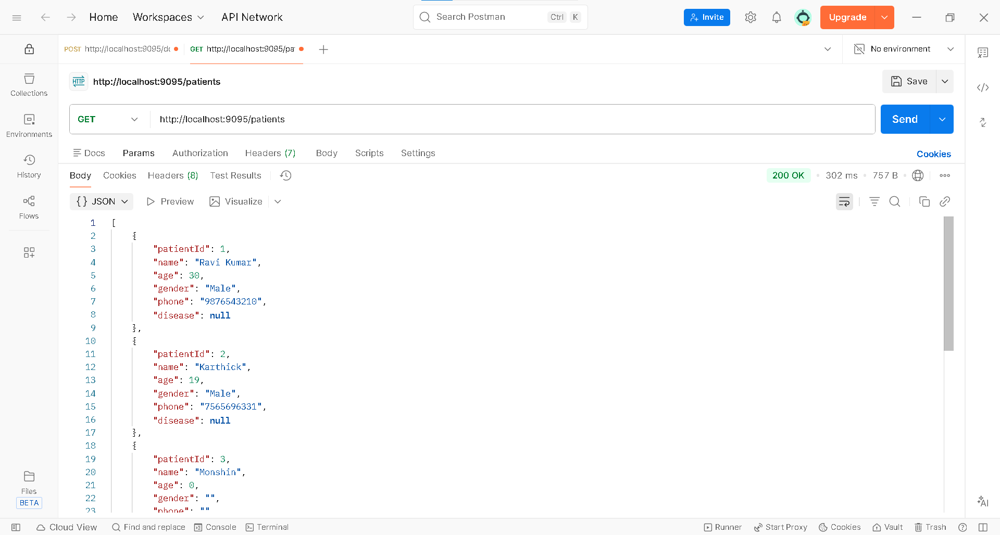 Home Workspaces API Network Search Postman Ctrl K Invite Upgrade
POST http://localhost:9095/d GET http://localhost:9095/pa No environment
HTTP http://localhost:9095/patients Save
GET http://localhost:9095/patients Send
Docs Params Authorization Headers (7) Body Scripts Settings Cookies
Body Cookies Headers (8) Test Results 200 OK • 302 ms • 757 B •
{} JSON Preview Visualize
Collections
Environments
History
Flows
Files
BETA
1 [
2 {
3 "patientId": 1,
4 "name": "Ravi Kumar",
5 "age": 30,
6 "gender": "Male",
7 "phone": "9876543210",
8 "disease": null
9 },
10 {
11 "patientId": 2,
12 "name": "Karthick",
13 "age": 19,
14 "gender": "Male",
15 "phone": "7565696331",
16 "disease": null
17 },
18 {
19 "patientId": 3,
20 "name": "Monshin",
21 "age": 0,
22 "gender": "",
23 "phone": ""
AI
Cloud View Find and replace Console Terminal Runner Start Proxy Cookies Vault Trash